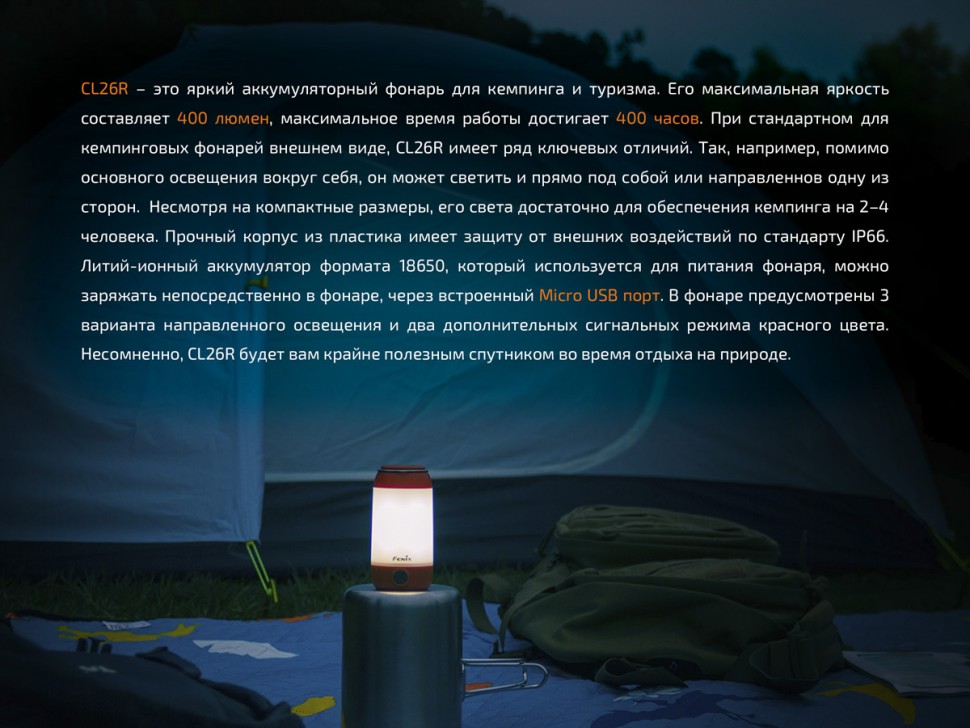 CL26R – это яркий аккумуляторный фонарь для кемпинга и туризма. Его максимальная яркость
составляет 400 люмен, максимальное время работы достигает 400 часов. При стандартном для
кемпинговых фонарей внешнем виде, CL26R имеет ряд ключевых отличий. Так, например, помимо
основного освещения вокруг себя, он может светить и прямо под собой или направленнов одну из
сторон. Несмотря на компактные размеры, его света достаточно для обеспечения кемпинга на 2–4
человека. Прочный корпус из пластика имеет защиту от внешних воздействий по стандарту IP66.
Литий-ионный аккумулятор формата 18650, который используется для питания фонаря, можно
заряжать непосредственно в фонаре, через встроенный Micro USB порт. В фонаре предусмотрены 3
варианта направленного освещения и два дополнительных сигнальных режима красного цвета.
Несомненно, CL26R будет вам крайне полезным спутником во время отдыха на природе.
Fenix